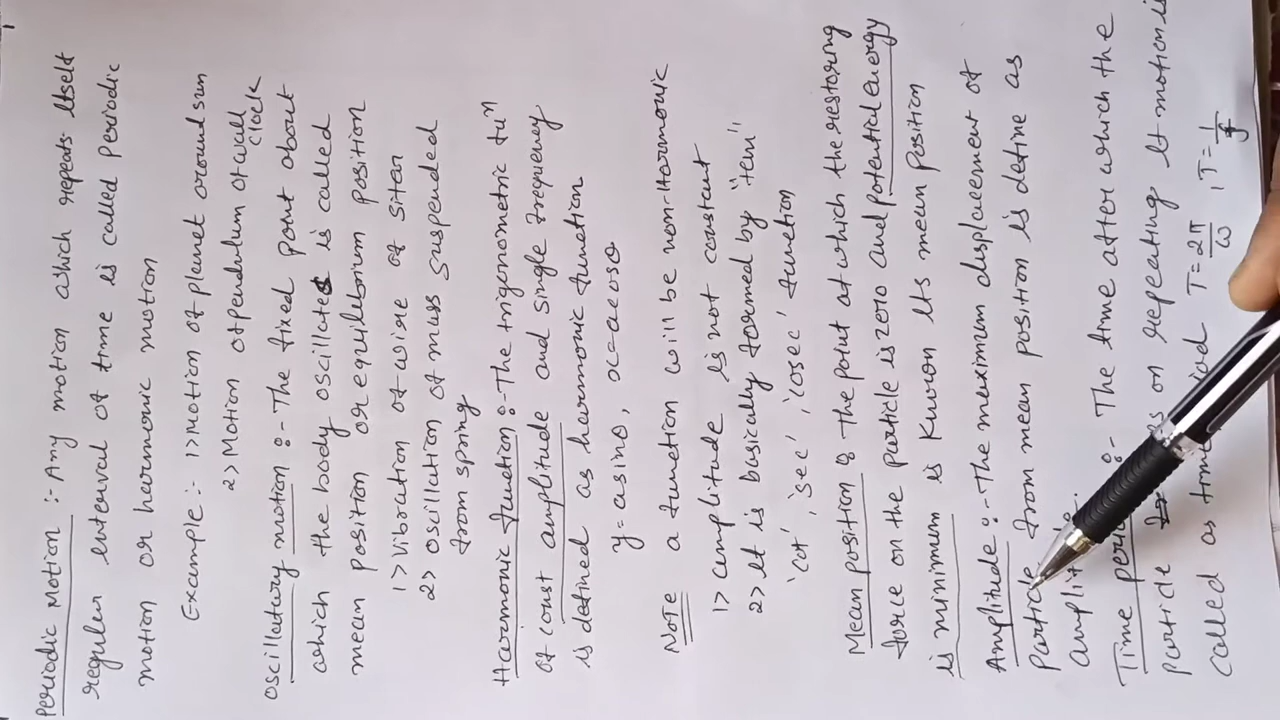 Periodic Motion :- Any motion which repeats itself
reguler interval of time is called periodic
motion or harmonic motion
Example :- 1> Motion of planet around sun
2> Motion of pendulum of wall
clock
oscillatory motion :- The fixed point about
which the body oscillates is called
mean position or equilibrium position
1> vibration of wire of sitar
2> oscillation of mass suspended
from spring
Harmonic function :- The trigonometric fuⁿ
of const amplitude and single frequency
is defined as harmonic function
y = a sinθ, x = a cosθ
NOTE a function will be non-Harmonic
1> amplitude is not constant
2> It is basically formed by "tan"
'cot', 'sec', 'cosec' function
Mean position :- The point at which the restoring
force on the particle is zero and potential energy
is minimum is known its mean position
Amplitude :- The maximum displacement of
Particle from mean position is define as
Time :- The time after which the
particle on repeating its motion is
called as T = 2π/ω , T = 1/f